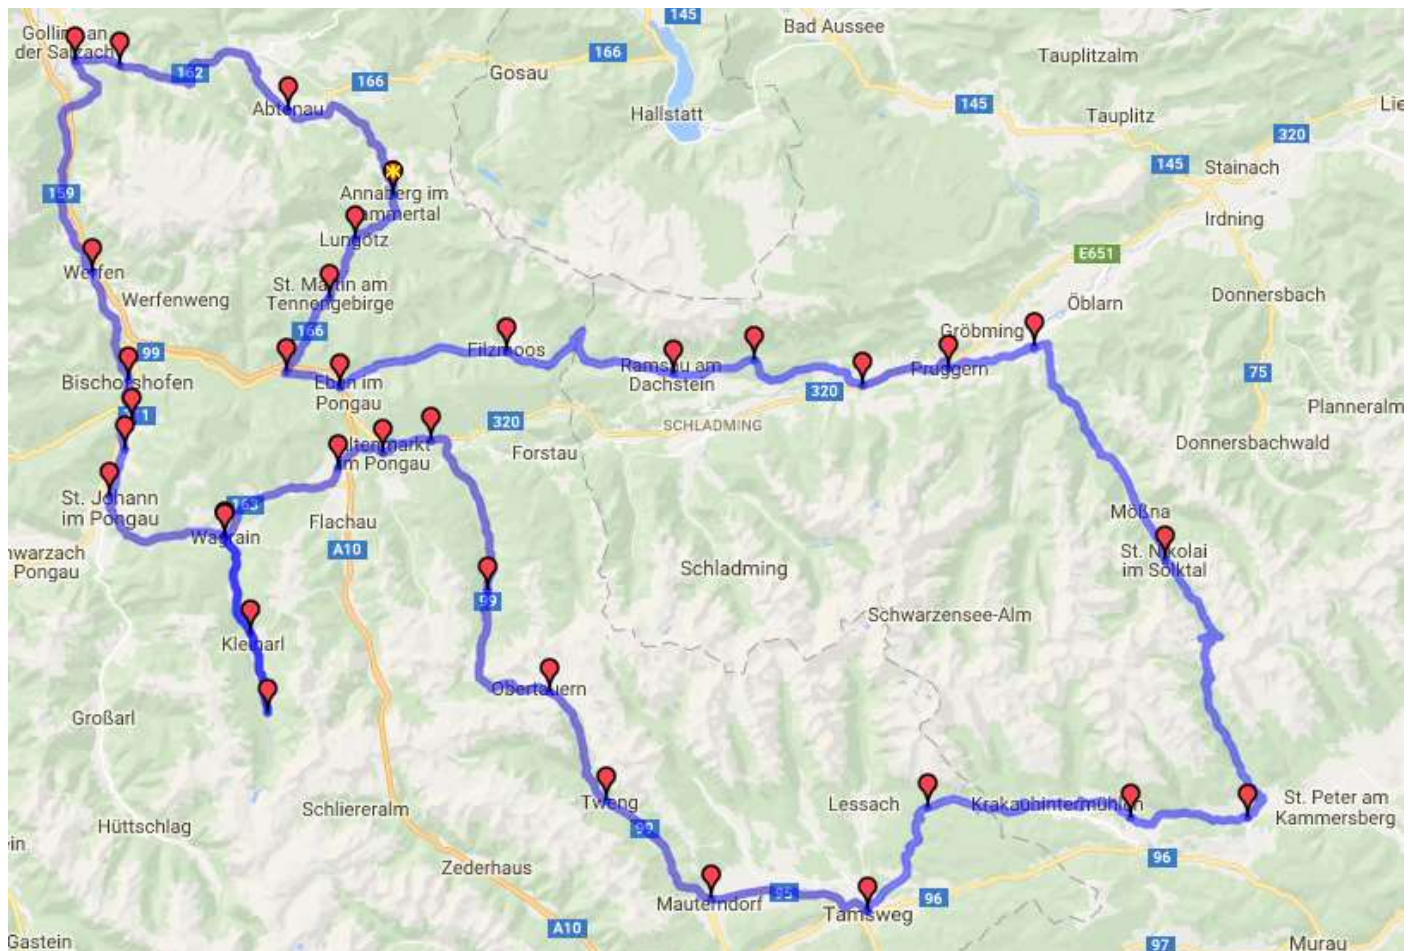 145
Bad Aussee
Golling an
der Salzach
162
166
166
Gosau
Tauplitzalm
145
Tauplitz
Lie
Abtenau
Hallstatt
320
145
Stainach
159
Annaberg im
Lammertal
Irdning
Lungötz
E651
Werfen
St. Martin am
Tennengebirge
Werfenweng
Donnersbach
Öblarn
166
Gröbming
99
Filzmoos
Bischofshofen
Eben im
Pongau
Ramsau am
Dachstein
Pruggern
75
320
Planneralm
320
SCHLADMING
Altenmarkt
im Pongau
Forstau
Donnersbachwald
St. Johann
im Pongau
163
Flachau
Mößna
Wagrain
A10
hwarzach
Pongau
St. Nikolai
im Sölktal
Schladming
99
Schwarzensee-Alm
Kleinarl
Obertauern
Großarl
Tweng
Lessach
Krakauhintermühlen
St. Peter am
Kammersberg
Schliereralm
Hüttschlag
99
ein
Zederhaus
96
Mauterndorf
95
96
Tamsweg
A10
Gastein
97
Murau